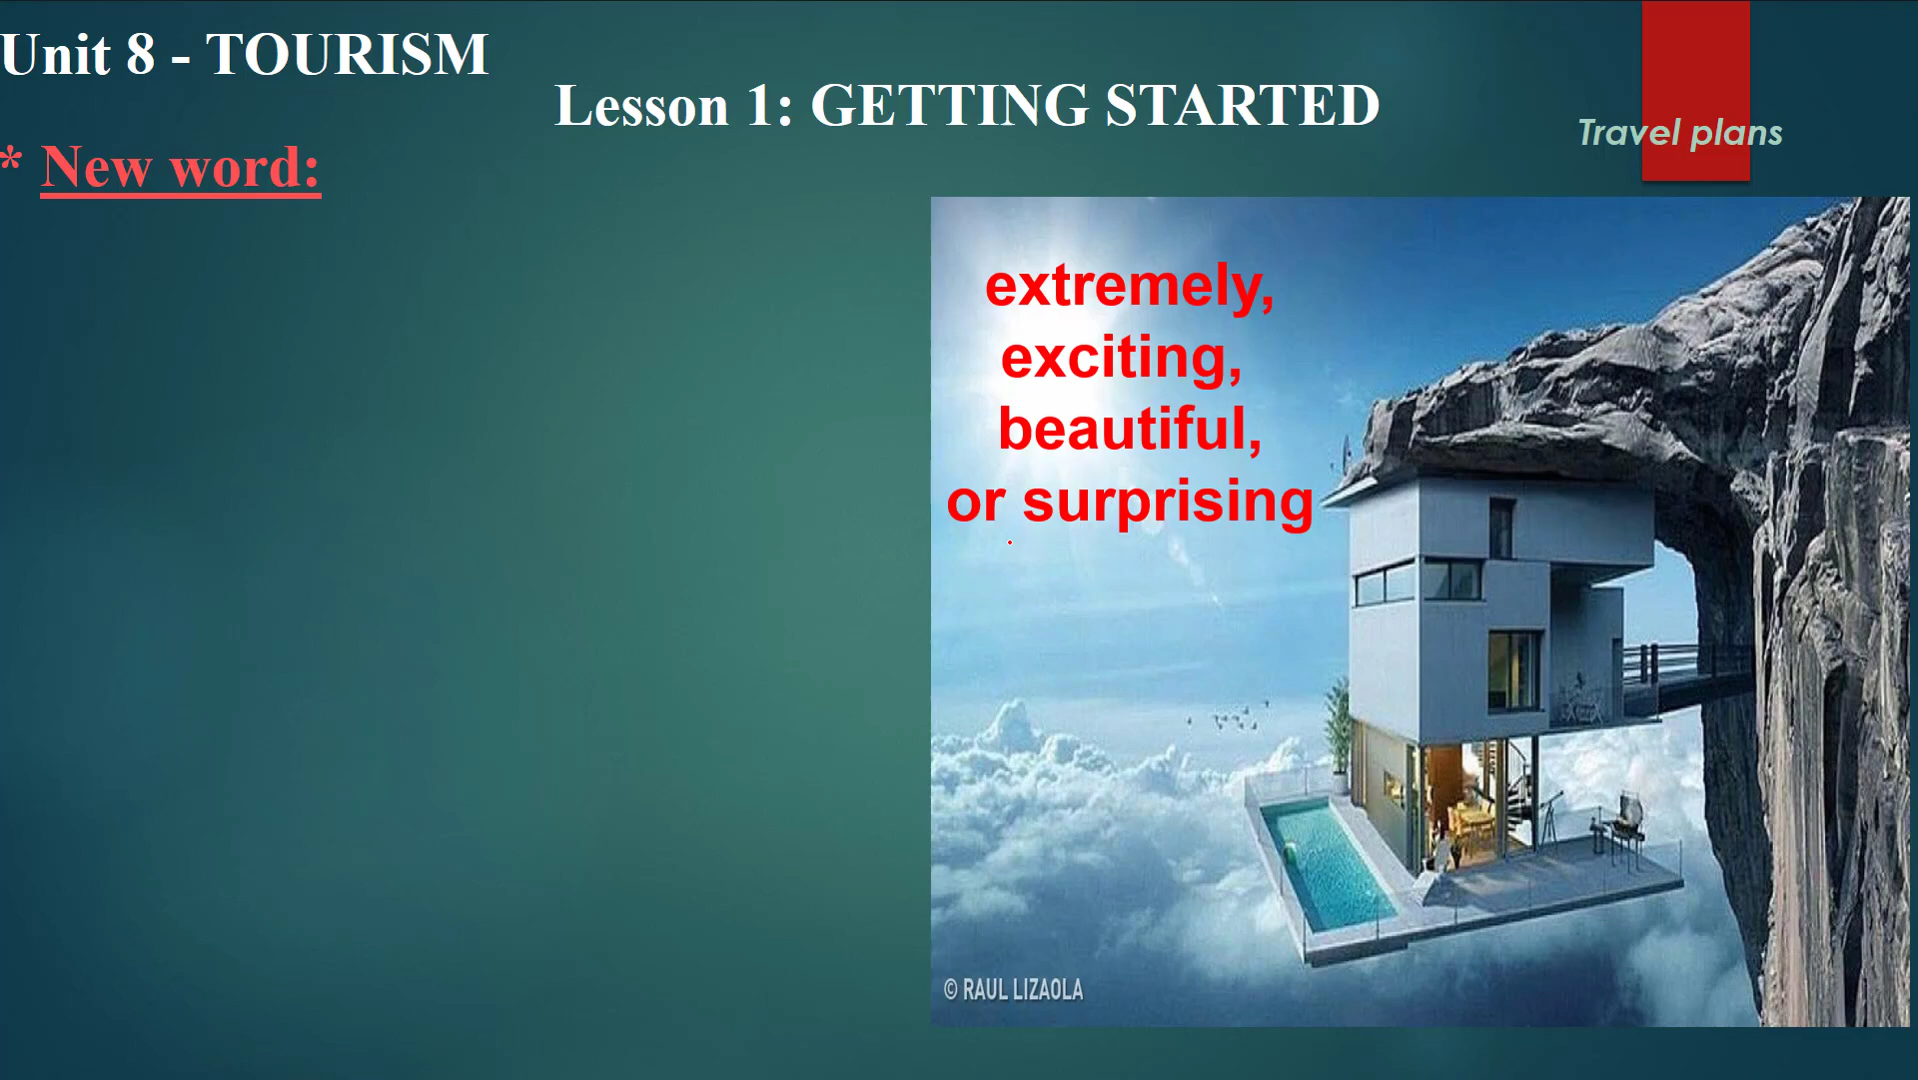 Unit 8 - TOURISM
Lesson 1: GETTING STARTED
Travel plans
* New word:
extremely,
exciting,
beautiful,
or surprising
© RAUL LIZAOLA